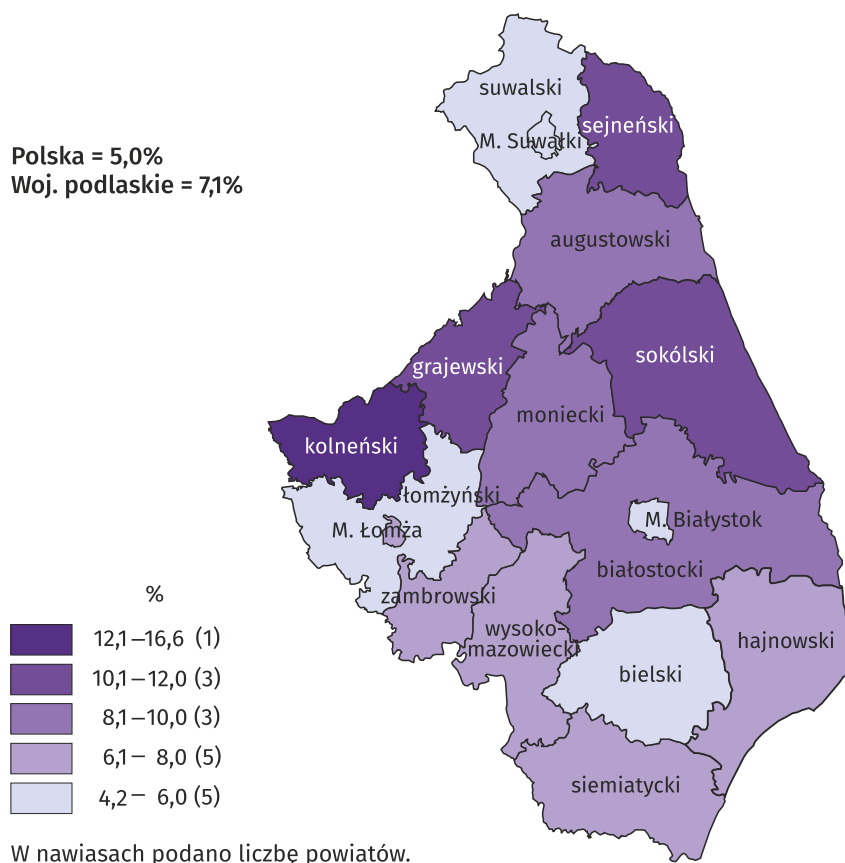 Polska = 5,0%
Woj. podlaskie = 7,1%
suwalski
M. Suwałki
sejneński
augustowski
grajewski
sokólski
moniecki
kolneński
łomżyński
M. Łomża
M. Białystok
białostocki
zambrowski
wysoko-
mazowiecki
hajnowski
bielski
siemiatycki
%
12,1–16,6 (1)
10,1–12,0 (3)
8,1–10,0 (3)
6,1– 8,0 (5)
4,2– 6,0 (5)
W nawiasach podano liczbę powiatów.